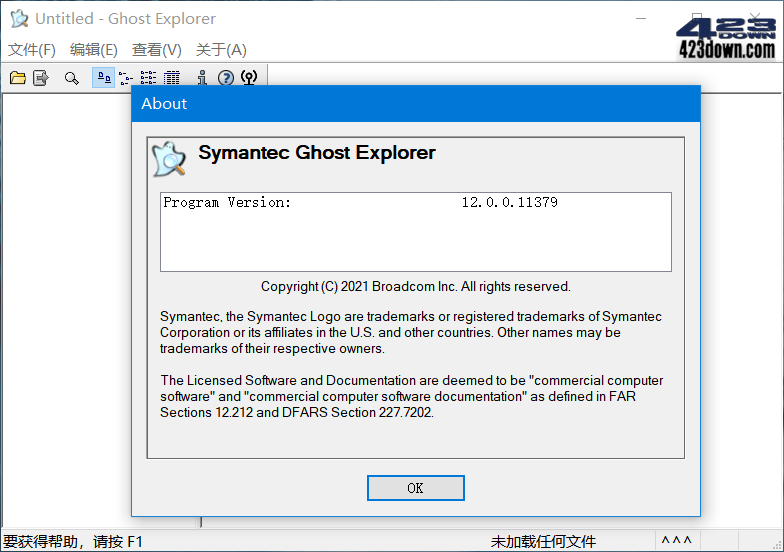 Untitled - Ghost Explorer
423
DOWN
423down.com
文件(F) 编辑(E) 查看(V) 关于(A)
About
Symantec Ghost Explorer
Program Version: 12.0.0.11379
Copyright (C) 2021 Broadcom Inc. All rights reserved.
Symantec, the Symantec Logo are trademarks or registered trademarks of Symantec
Corporation or its affiliates in the U.S. and other countries. Other names may be
trademarks of their respective owners.
The Licensed Software and Documentation are deemed to be "commercial computer
software" and "commercial computer software documentation" as defined in FAR
Sections 12.212 and DFARS Section 227.7202.
OK
要获得帮助，请按 F1 未加载任何文件 ^^^